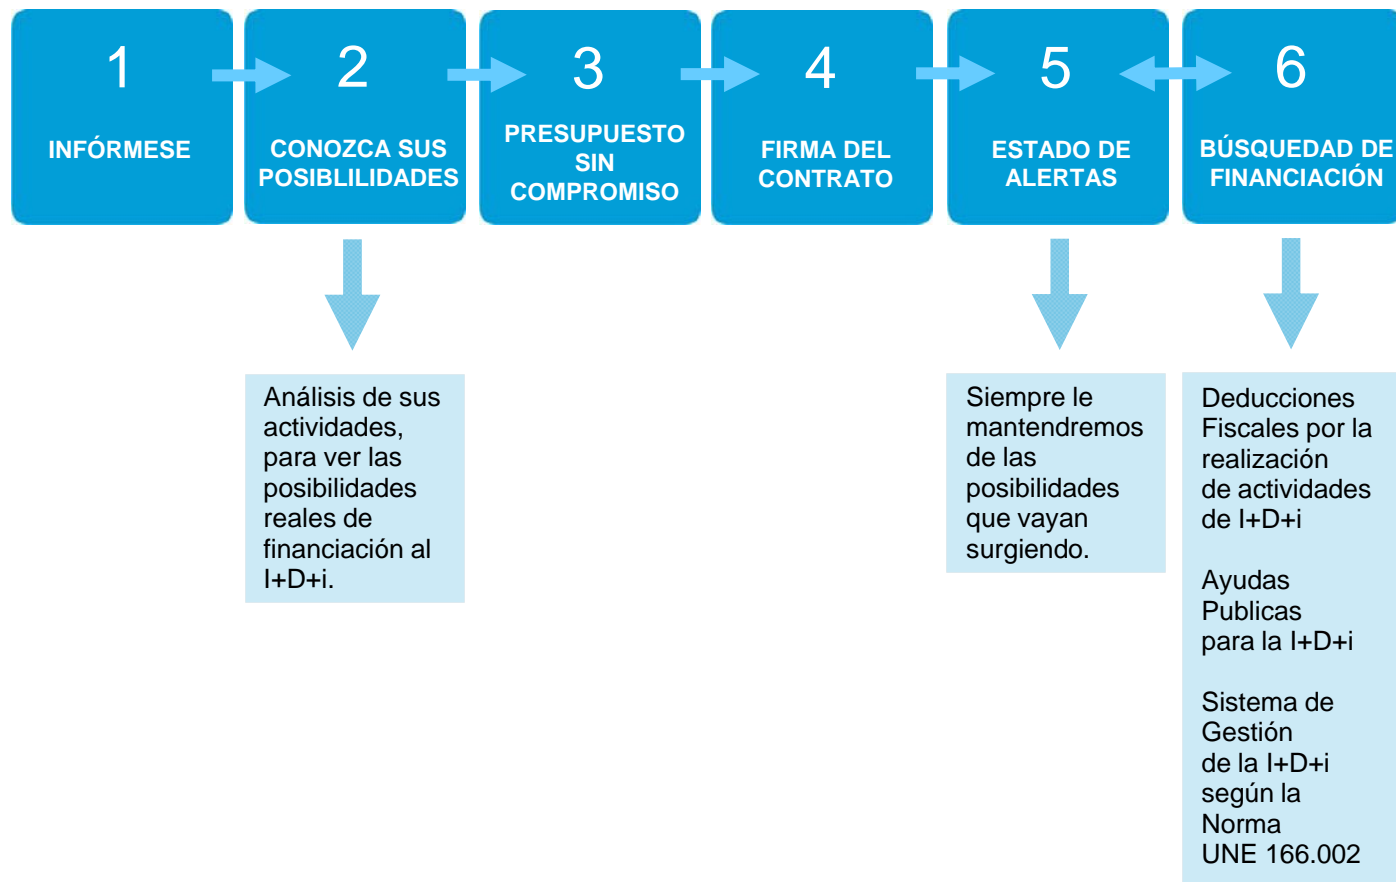 1
INFÓRMESE
2
CONOZCA SUS
POSIBLILIDADES
3
PRESUPUESTO
SIN
COMPROMISO
4
FIRMA DEL
CONTRATO
5
ESTADO DE
ALERTAS
6
BÚSQUEDAD DE
FINANCIACIÓN
Análisis de sus
actividades,
para ver las
posibilidades
reales de
financiación al
I+D+i.
Siempre le
mantendremos
de las
posibilidades
que vayan
surgiendo.
Deducciones
Fiscales por la
realización
de actividades
de I+D+i
Ayudas
Publicas
para la I+D+i
Sistema de
Gestión
de la I+D+i
según la
Norma
UNE 166.002